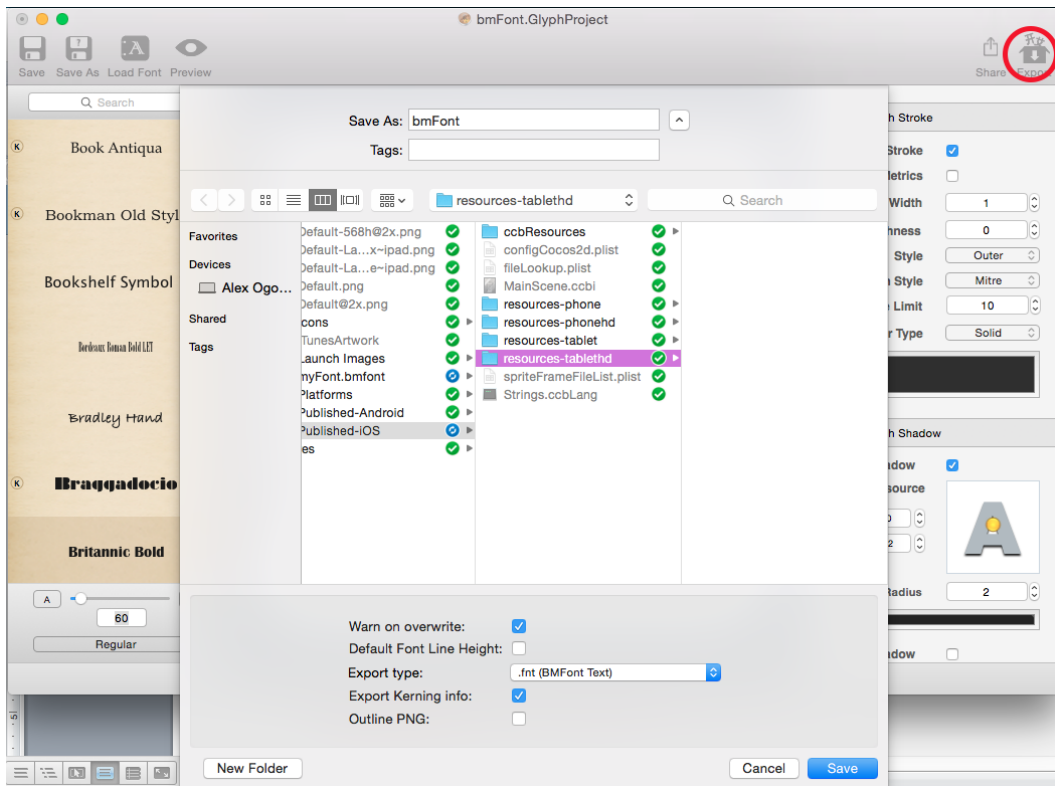 bmFont.GlyphProject
Save Save As Load Font Preview
Share Export
Search
Book Antiqua
K
Bookman Old Styl
K
Bookshelf Symbol
Bordeaux Roman Bold LET
Bradley Hand
Braggadocio
K
Britannic Bold
A
60
Regular
Save As: bmFont
Tags:
resources-tablethd
Search
Favorites
Devices
Alex Ogo...
Shared
Tags
Default-568h@2x.png
Default-La...x~ipad.png
Default-La...e~ipad.png
Default.png
Default@2x.png
cons
TunesArtwork
Launch Images
myFont.bmfont
Platforms
Published-Android
Published-iOS
es
ccbResources
configCocos2d.plist
fileLookup.plist
MainScene.ccbi
resources-phone
resources-phonehd
resources-tablet
resources-tablethd
spriteFrameFileList.plist
Strings.ccbLang
Warn on overwrite:
Default Font Line Height:
Export type: .fnt (BMFont Text)
Export Kerning info:
Outline PNG:
New Folder Cancel Save
h Stroke
Stroke
Metrics
Width 1
hness 0
Style Outer
n Style Mitre
e Limit 10
r Type Solid
h Shadow
adow
source
0
2
A
Radius 2
adow
5